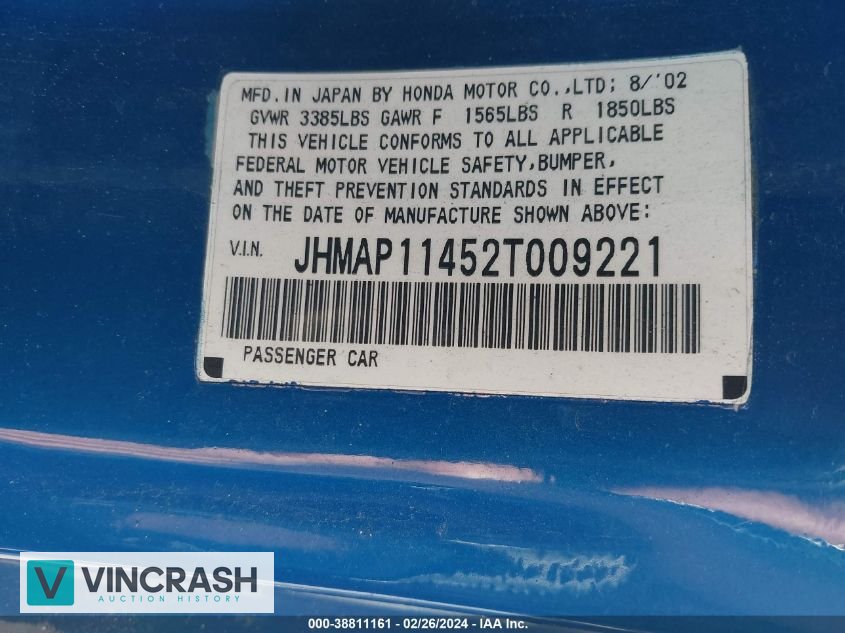 MFD.IN JAPAN BY HONDA MOTOR CO.,LTD; 8/'02
GVWR 3385LBS GAWR F 1565LBS R 1850LBS
THIS VEHICLE CONFORMS TO ALL APPLICABLE
FEDERAL MOTOR VEHICLE SAFETY,BUMPER,
AND THEFT PREVENTION STANDARDS IN EFFECT
ON THE DATE OF MANUFACTURE SHOWN ABOVE:
V.I.N. JHMAP11452T009221
PASSENGER CAR
V VINCRASH
AUCTION HISTORY
000-38811161 - 02/26/2024 - IAA Inc.